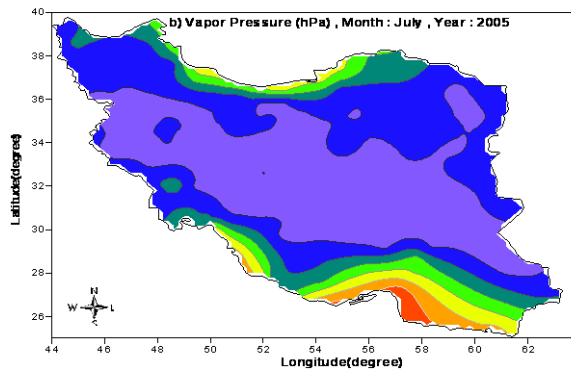 b) Vapor Pressure (hPa) , Month : July , Year : 2005
40
38
36
34
32
30
28
26
Latitude(degree)
N
W L
S
44 46 48 50 52 54 56 58 60 62
Longitude(degree)